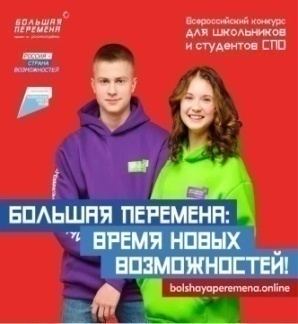 БОЛЬШАЯ
ПЕРЕМЕНА
РОССИЯ –
СТРАНА
ВОЗМОЖНОСТЕЙ
Всероссийский конкурс
ДЛЯ ШКОЛЬНИКОВ
И СТУДЕНТОВ СПО
БОЛЬШАЯ ПЕРЕМЕНА:
ВРЕМЯ НОВЫХ
ВОЗМОЖНОСТЕЙ!
bolshayaperemena.online